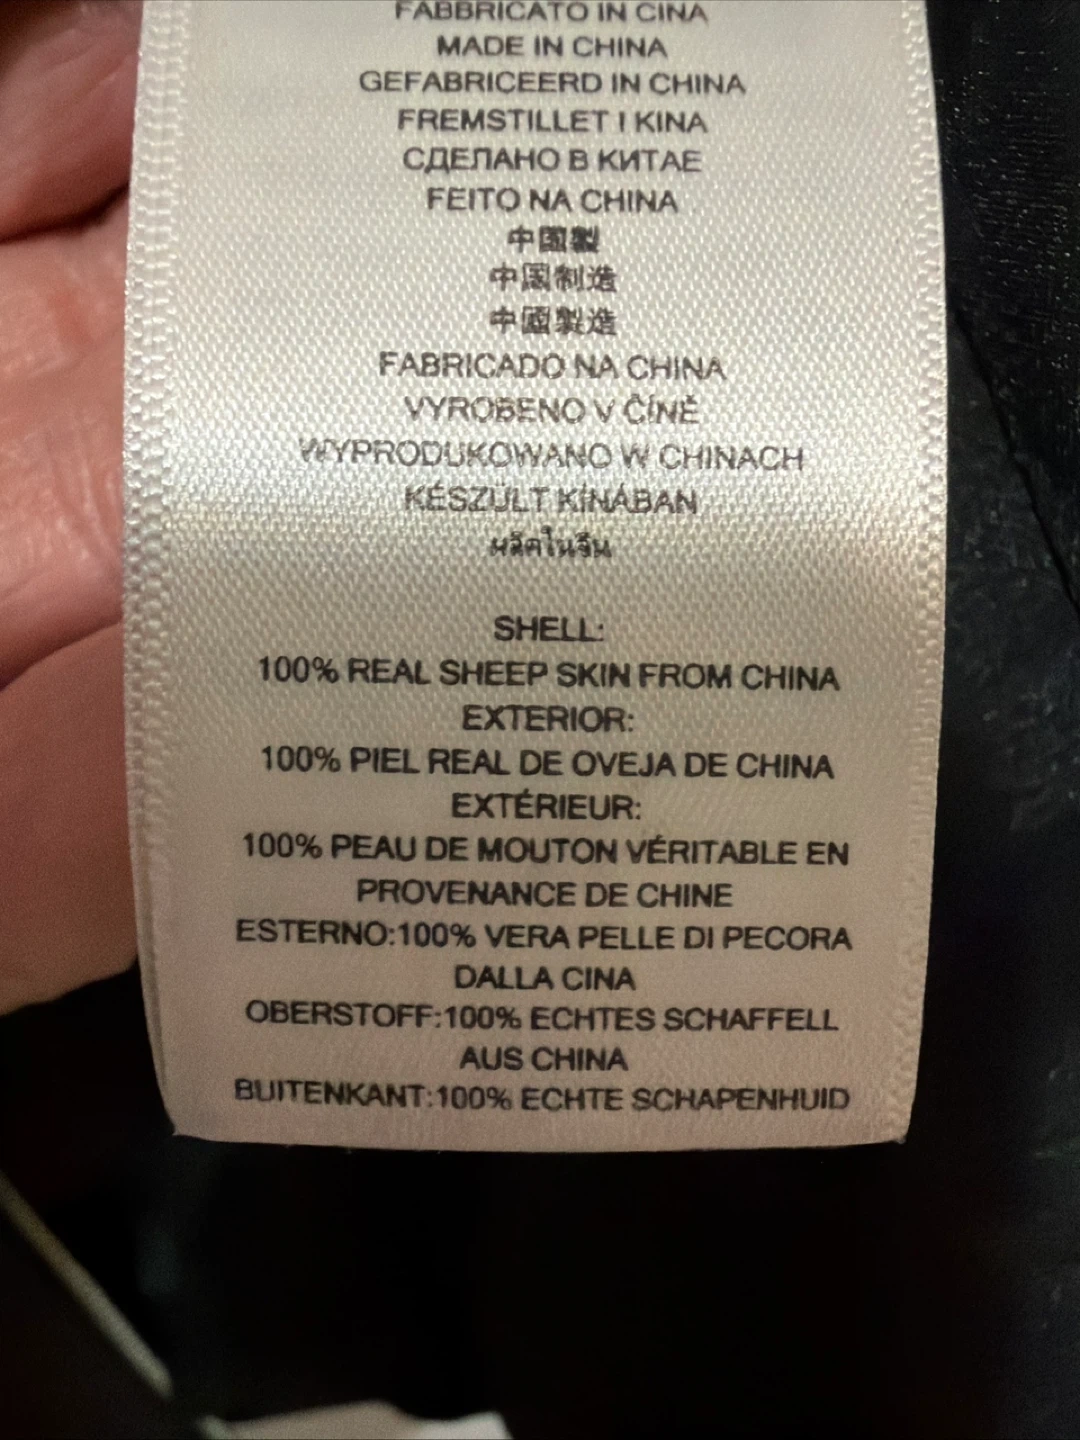 FABBRICATO IN CINA
MADE IN CHINA
GEFABRICEERD IN CHINA
FREMSTILLET I KINA
СДЕЛАНО В КИТАЕ
FEITO NA CHINA
中國製
中国制造
中國製造
FABRICADO NA CHINA
VYROBENO V ČÍNĚ
WYPRODUKOWANO W CHINACH
KÉSZÜLT KÍNÁBAN
ผลิตในจีน
SHELL:
100% REAL SHEEP SKIN FROM CHINA
EXTERIOR:
100% PIEL REAL DE OVEJA DE CHINA
EXTÉRIEUR:
100% PEAU DE MOUTON VÉRITABLE EN
PROVENANCE DE CHINE
ESTERNO:100% VERA PELLE DI PECORA
DALLA CINA
OBERSTOFF:100% ECHTES SCHAFFELL
AUS CHINA
BUITENKANT:100% ECHTE SCHAPENHUID